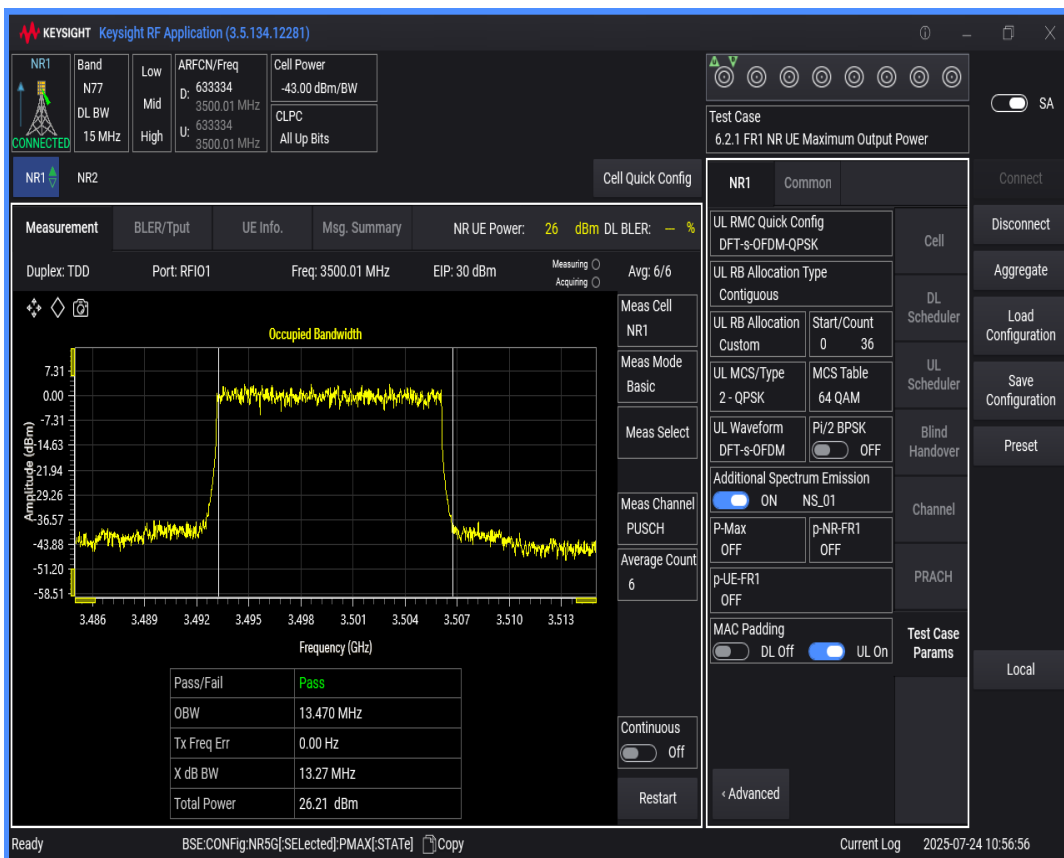 KEYSIGHT Keysight RF Application (3.5.134.12281)
NR1
CONNECTED
Band
N77
DL BW
15 MHz
Low
Mid
High
ARFCN/Freq
D: 633334
3500.01 MHz
U: 633334
3500.01 MHz
Cell Power
-43.00 dBm/BW
CLPC
All Up Bits
Test Case
6.2.1 FR1 NR UE Maximum Output Power
SA
NR1 NR2 Cell Quick Config
Measurement BLER/Tput UE Info. Msg. Summary NR UE Power: 26 dBm DL BLER: — %
Duplex: TDD Port: RFIO1 Freq: 3500.01 MHz EIP: 30 dBm Measuring Acquiring Avg: 6/6
Occupied Bandwidth
Amplitude (dBm)
7.31
0.00
-7.31
-14.63
-21.94
-29.26
-36.57
-43.88
-51.20
-58.51
3.486 3.489 3.492 3.495 3.498 3.501 3.504 3.507 3.510 3.513
Frequency (GHz)
Pass/Fail Pass
OBW 13.470 MHz
Tx Freq Err 0.00 Hz
X dB BW 13.27 MHz
Total Power 26.21 dBm
Meas Cell
NR1
Meas Mode
Basic
Meas Select
Meas Channel
PUSCH
Average Count
6
Continuous
Off
Restart
NR1 Common
UL RMC Quick Config
DFT-s-OFDM-QPSK
UL RB Allocation Type
Contiguous
UL RB Allocation Start/Count
Custom 0 36
UL MCS/Type MCS Table
2 - QPSK 64 QAM
UL Waveform Pi/2 BPSK
DFT-s-OFDM OFF
Additional Spectrum Emission
ON NS_01
P-Max p-NR-FR1
OFF OFF
p-UE-FR1
OFF
MAC Padding
DL Off UL On
‹ Advanced
Cell
DL
Scheduler
UL
Scheduler
Blind
Handover
Channel
PRACH
Test Case
Params
Connect
Disconnect
Aggregate
Load
Configuration
Save
Configuration
Preset
Local
Ready BSE:CONFig:NR5G[:SELected]:PMAX[:STATe] Copy Current Log 2025-07-24 10:56:56